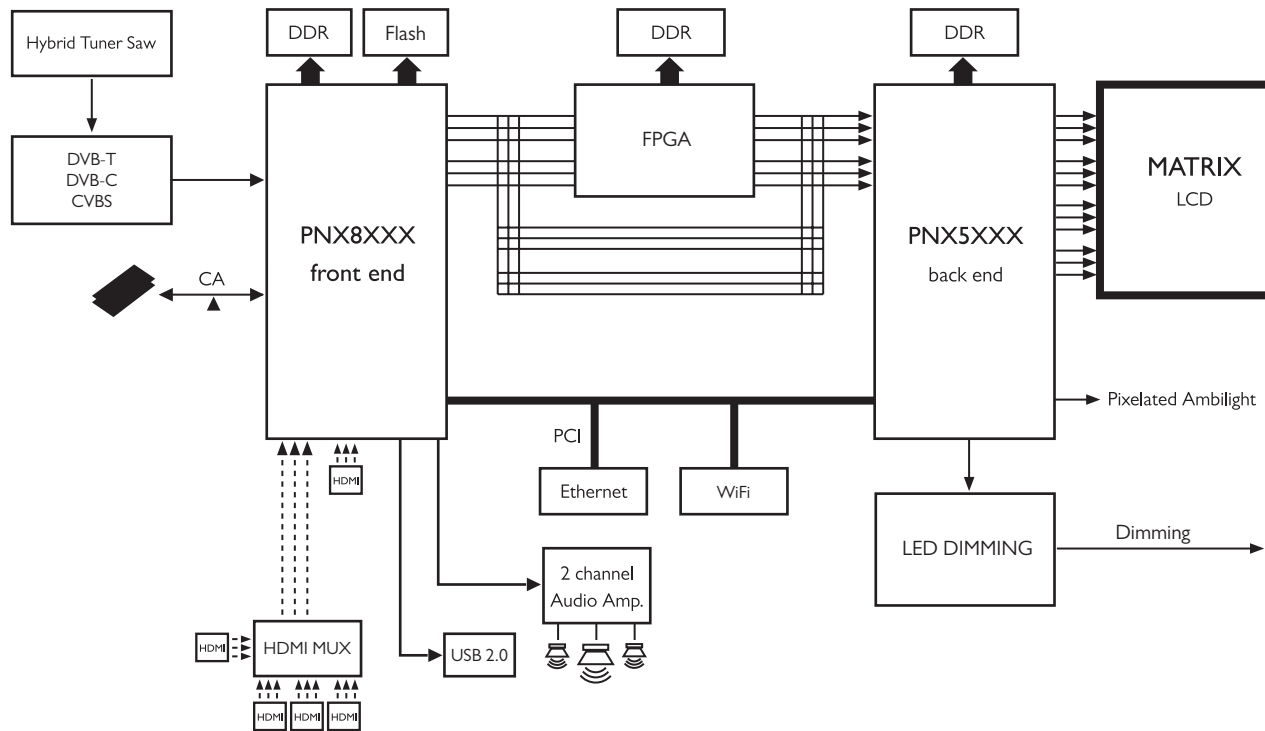 Hybrid Tuner Saw
DDR
Flash
DDR
DDR
DVB-T
DVB-C
CVBS
FPGA
MATRIX
LCD
PNX8XXX
front end
PNX5XXX
back end
CA
Pixelated Ambilight
PCI
HDMI
Ethernet
WiFi
LED DIMMING
Dimming
2 channel
Audio Amp.
HDMI
HDMI MUX
USB 2.0
HDMI
HDMI
HDMI